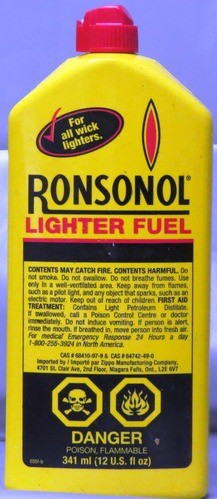 For
all wick
lighters.
RONSONOL®
LIGHTER FUEL
CONTENTS MAY CATCH FIRE. CONTENTS HARMFUL. Do
not smoke. Do not swallow. Do not breathe fumes. Use
only in a well-ventilated area. Keep away from flames,
such as a pilot light, and any object that sparks, such as an
electric motor. Keep out of reach of children. FIRST AID
TREATMENT: Contains Light Petroleum Distillate.
If swallowed, call a Poison Control Centre or doctor
immediately. Do not induce vomiting. If person is alert,
rinse the mouth. If breathed in, move person into fresh air.
For medical Emergency Response 24 Hours a day
1-800-255-3924 in North America.
CAS # 68410-97-9 & CAS # 64742-49-0
Imported by / Importé par Zippo Manufacturing Company,
4701 St. Clair Ave, 2nd Floor, Niagara Falls, Ont., L2E 6V7
DANGER
POISON, FLAMMABLE
341 ml (12 U.S. fl oz)